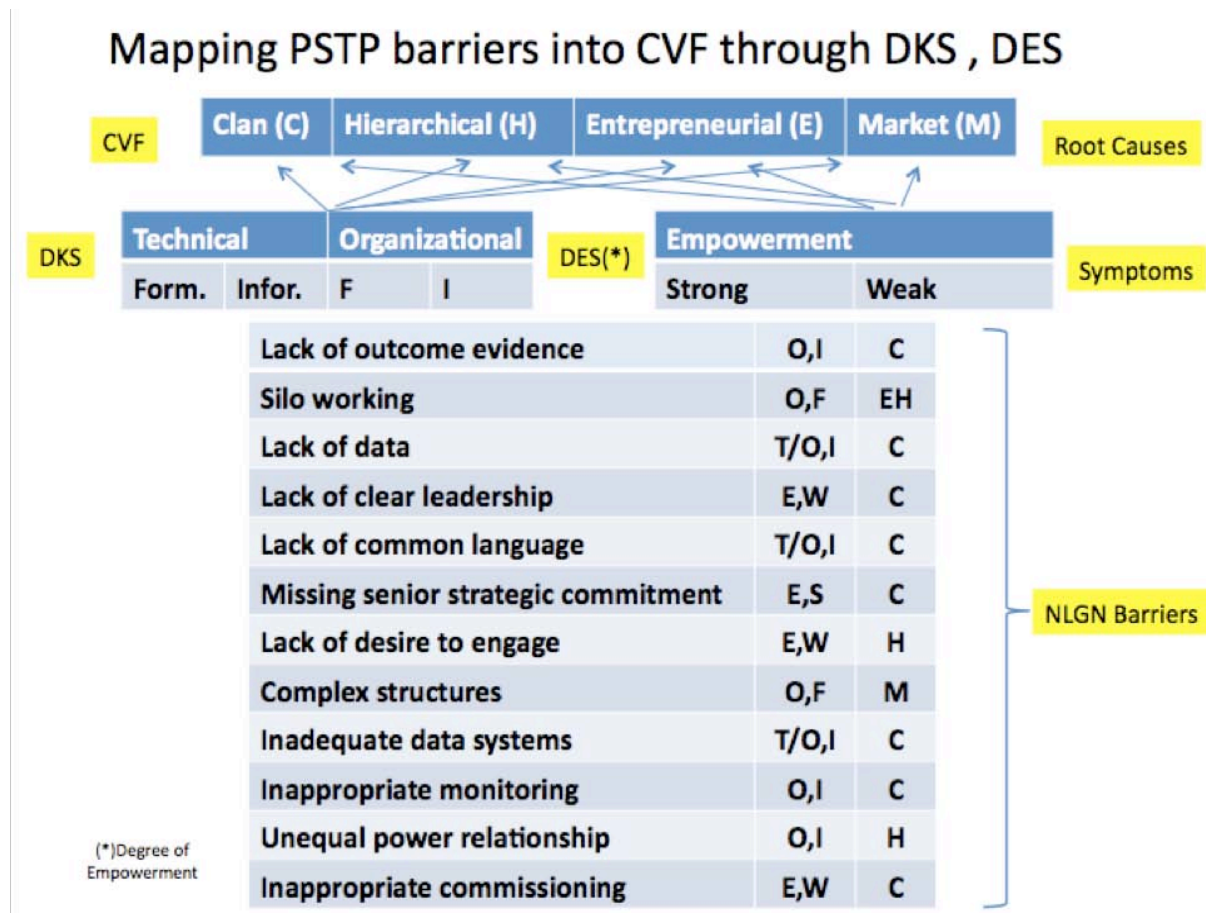 Mapping PSTP barriers into CVF through DKS , DES
CVF
Clan (C) Hierarchical (H) Entrepreneurial (E) Market (M)
Root Causes
DKS
Technical Organizational
Form. Infor. F I
DES(*)
Empowerment
Strong Weak
Symptoms
Lack of outcome evidence O,I C
Silo working O,F EH
Lack of data T/O,I C
Lack of clear leadership E,W C
Lack of common language T/O,I C
Missing senior strategic commitment E,S C
Lack of desire to engage E,W H
Complex structures O,F M
Inadequate data systems T/O,I C
Inappropriate monitoring O,I C
Unequal power relationship O,I H
Inappropriate commissioning E,W C
NLGN Barriers
(*)Degree of
Empowerment